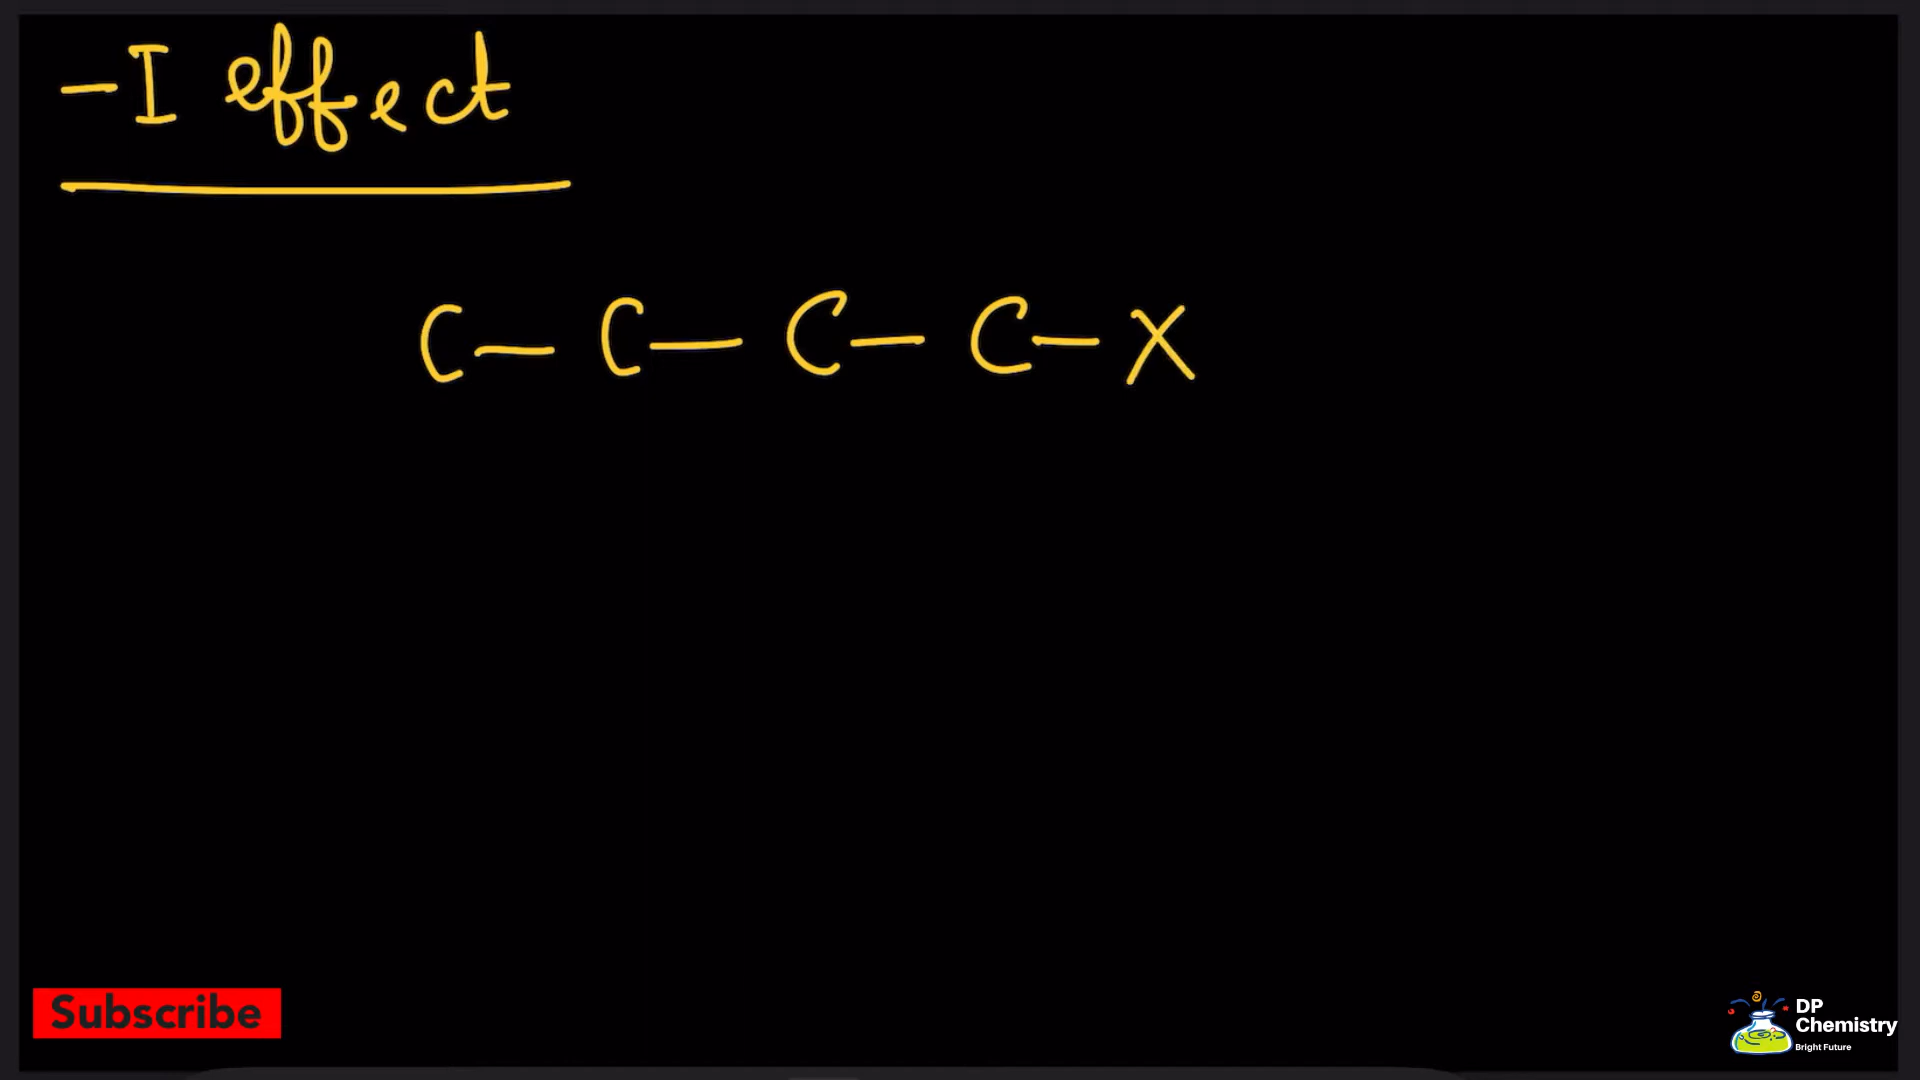 -I effect
C - C - C - C - X
Subscribe
DP
Chemistry
Bright Future